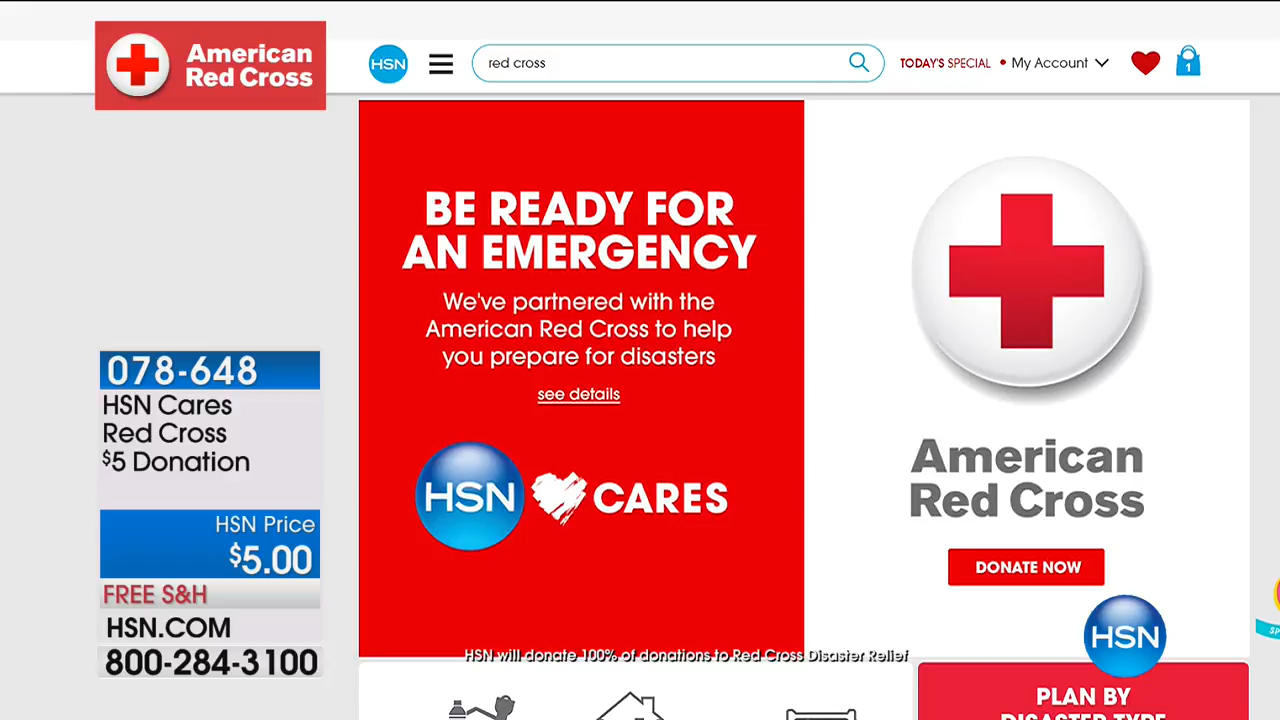 American
Red Cross
HSN
red cross
TODAY'S SPECIAL • My Account
1
BE READY FOR
AN EMERGENCY
We've partnered with the
American Red Cross to help
you prepare for disasters
see details
HSN CARES
American
Red Cross
DONATE NOW
078-648
HSN Cares
Red Cross
$5 Donation
HSN Price
$5.00
FREE S&H
HSN.COM
800-284-3100
HSN
HSN will donate 100% of donations to Red Cross Disaster Relief
PLAN BY
DISASTER TYPE